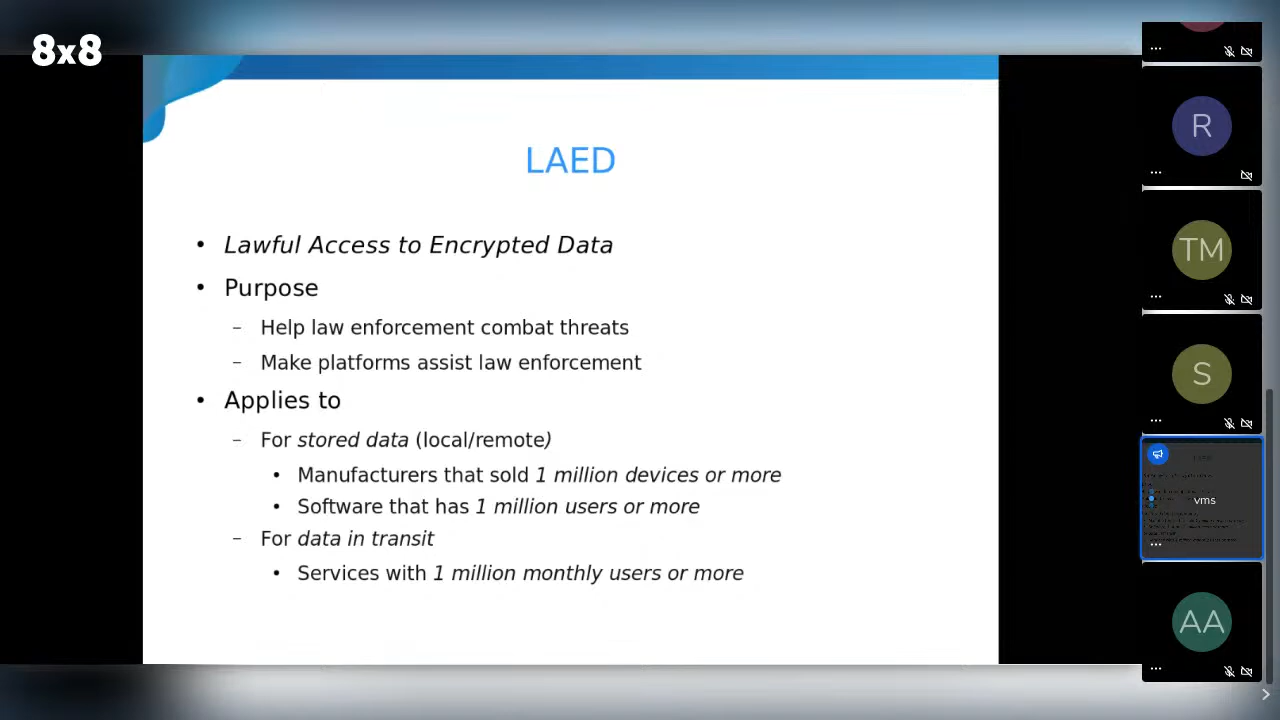 8x8
LAED
• Lawful Access to Encrypted Data
• Purpose
– Help law enforcement combat threats
– Make platforms assist law enforcement
• Applies to
– For stored data (local/remote)
• Manufacturers that sold 1 million devices or more
• Software that has 1 million users or more
– For data in transit
• Services with 1 million monthly users or more
R
TM
S
vms
AA